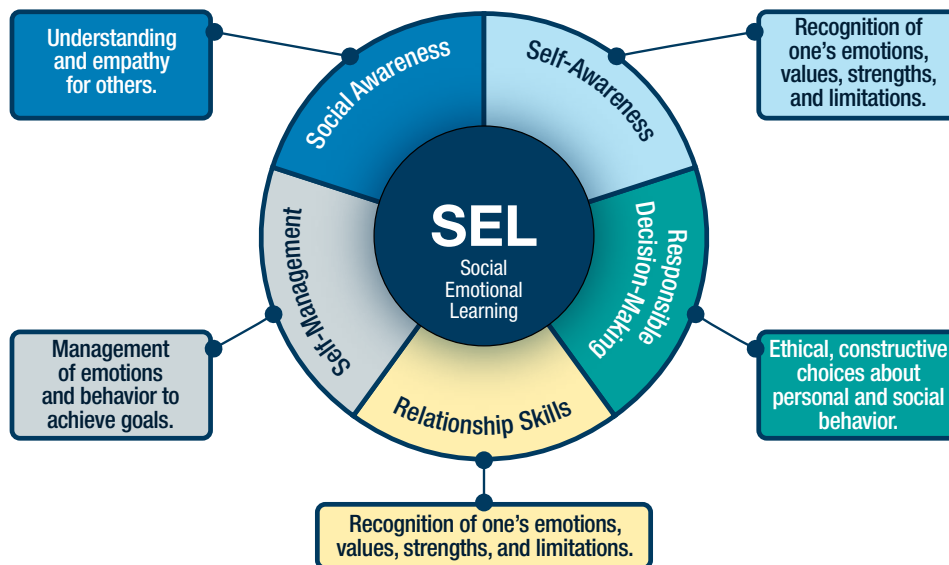 Understanding
and empathy
for others.
Social Awareness
Self-Awareness
Recognition of
one’s emotions,
values, strengths,
and limitations.
SEL
Social
Emotional
Learning
Self-Management
Responsible
Decision-Making
Relationship Skills
Management
of emotions
and behavior to
achieve goals.
Ethical, constructive
choices about
personal and social
behavior.
Recognition of one’s emotions,
values, strengths, and limitations.